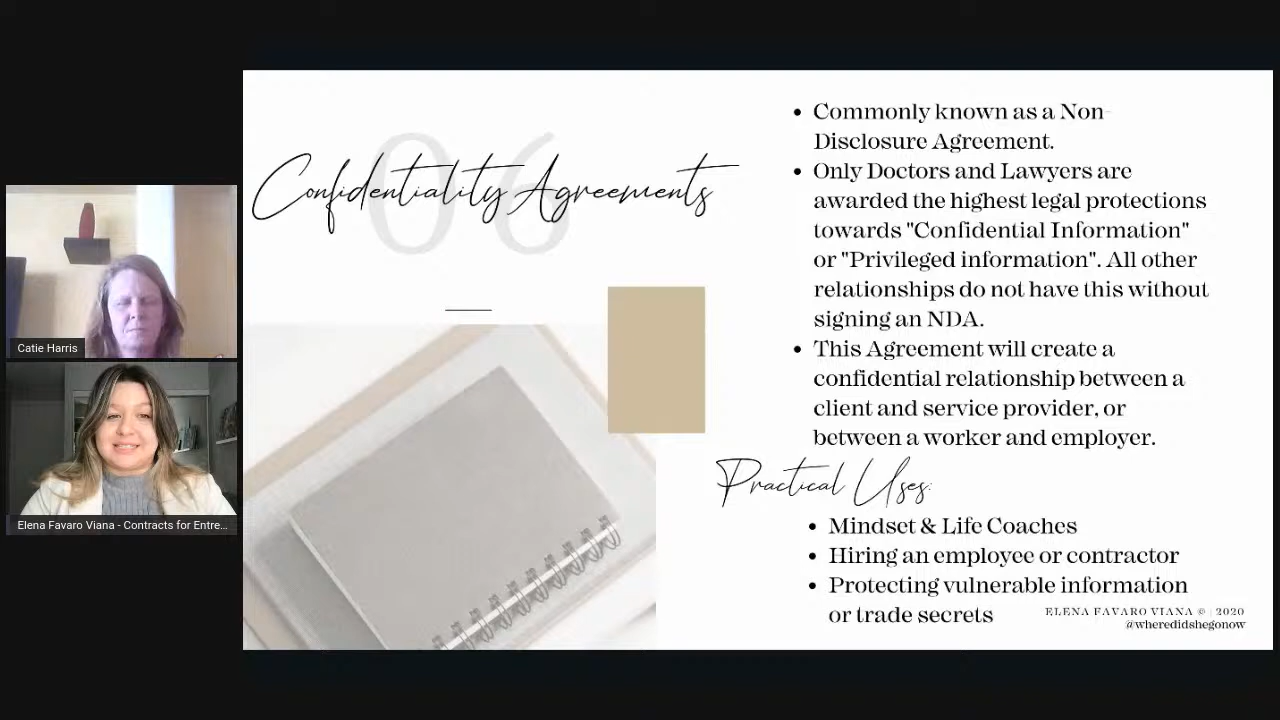 06
Confidentiality Agreements
Commonly known as a Non-
Disclosure Agreement.
Only Doctors and Lawyers are
awarded the highest legal protections
towards "Confidential Information"
or "Privileged information". All other
relationships do not have this without
signing an NDA.
This Agreement will create a
confidential relationship between a
client and service provider, or
between a worker and employer.
Practical Uses:
Mindset & Life Coaches
Hiring an employee or contractor
Protecting vulnerable information
or trade secrets
ELENA FAVARO VIANA © | 2020
@wheredidshegonow
Catie Harris
Elena Favaro Viana - Contracts for Entre...